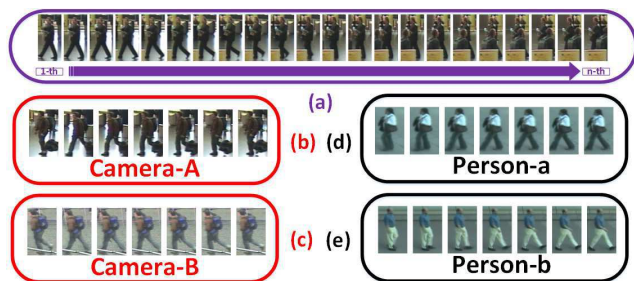 1-th
n-th
(a)
Camera-A
(b) (d)
Person-a
Camera-B
(c) (e)
Person-b